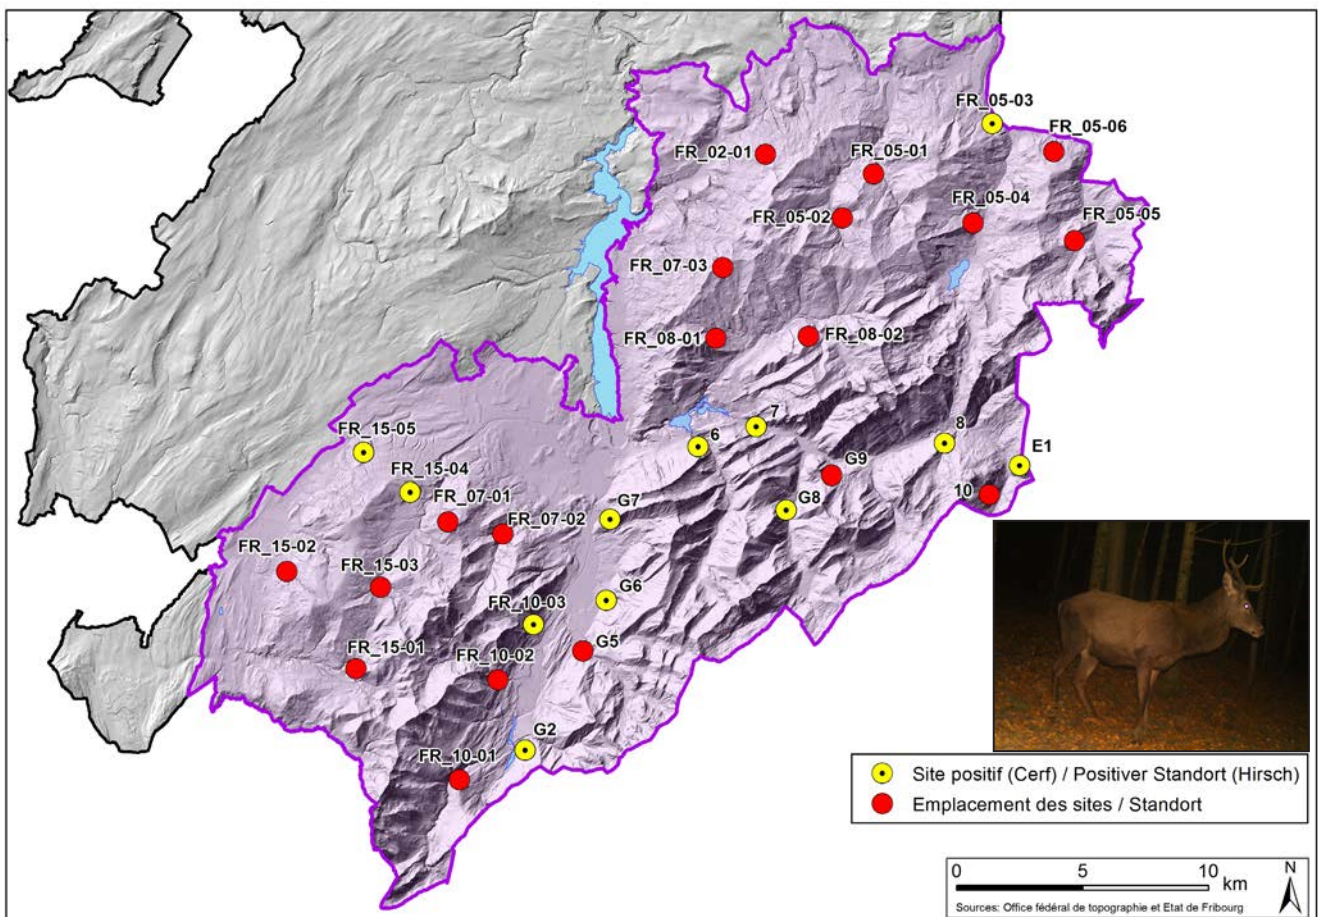 FR_05-03
FR_05-06
FR_02-01
FR_05-01
FR_05-02
FR_05-04
FR_05-05
FR_07-03
FR_08-01
FR_08-02
7
6
8
E1
FR_15-05
G9
FR_15-04
10
FR_07-01
G8
G7
FR_07-02
FR_15-02
FR_15-03
G6
FR_10-03
G5
FR_15-01
FR_10-02
G2
FR_10-01
Site positif (Cerf) / Positiver Standort (Hirsch)
Emplacement des sites / Standort
0 5 10
km
N
Sources: Office fédéral de topographie et Etat de Fribourg